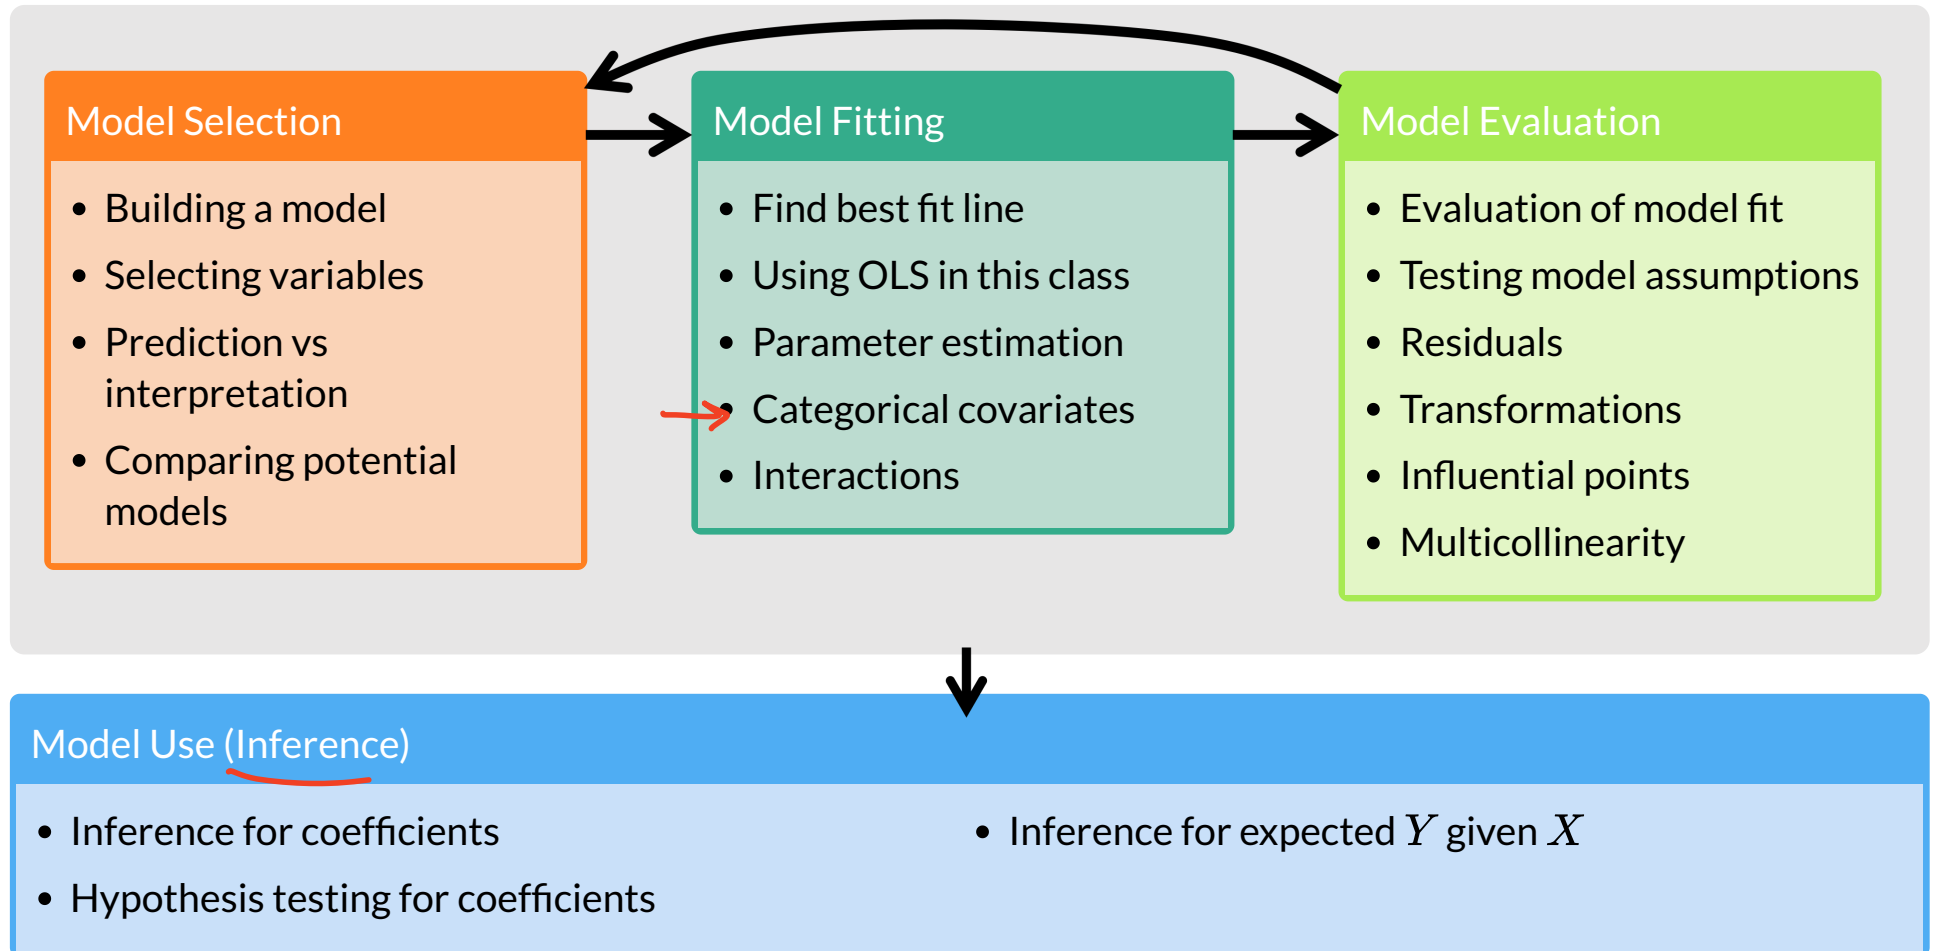 Model Selection
• Building a model
• Selecting variables
• Prediction vs
interpretation
• Comparing potential
models
Model Fitting
• Find best fit line
• Using OLS in this class
• Parameter estimation
• Categorical covariates
• Interactions
Model Evaluation
• Evaluation of model fit
• Testing model assumptions
• Residuals
• Transformations
• Influential points
• Multicollinearity
Model Use (Inference)
• Inference for coefficients
• Hypothesis testing for coefficients
• Inference for expected Y given X